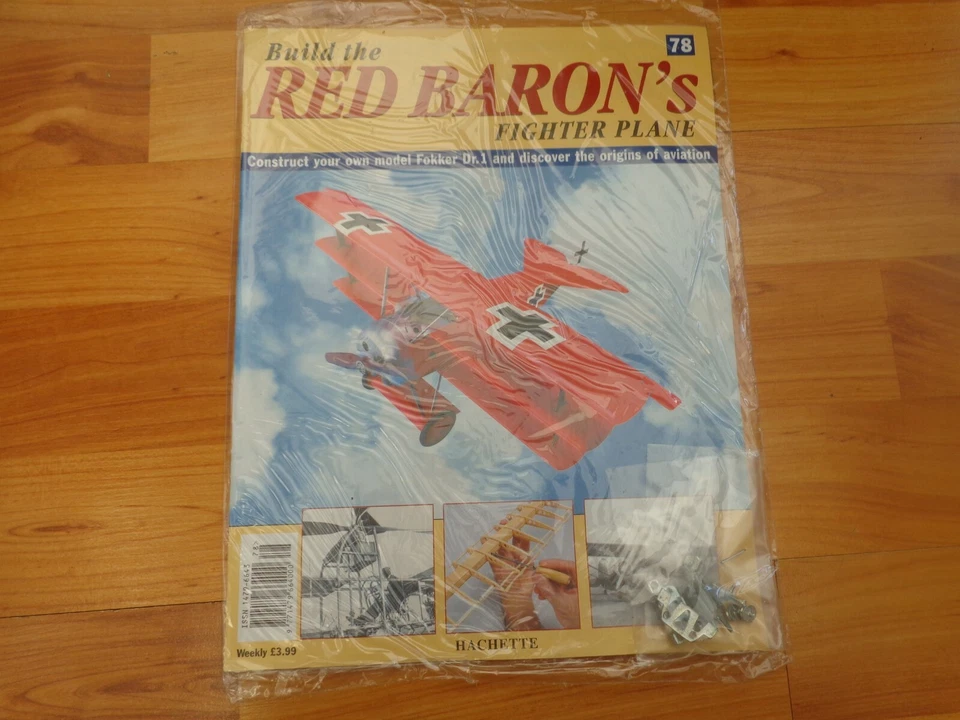 Build the
78
RED BARON's
FIGHTER PLANE
Construct your own model Fokker Dr.1 and discover the origins of aviation
HACHETTE
Weekly £3.99